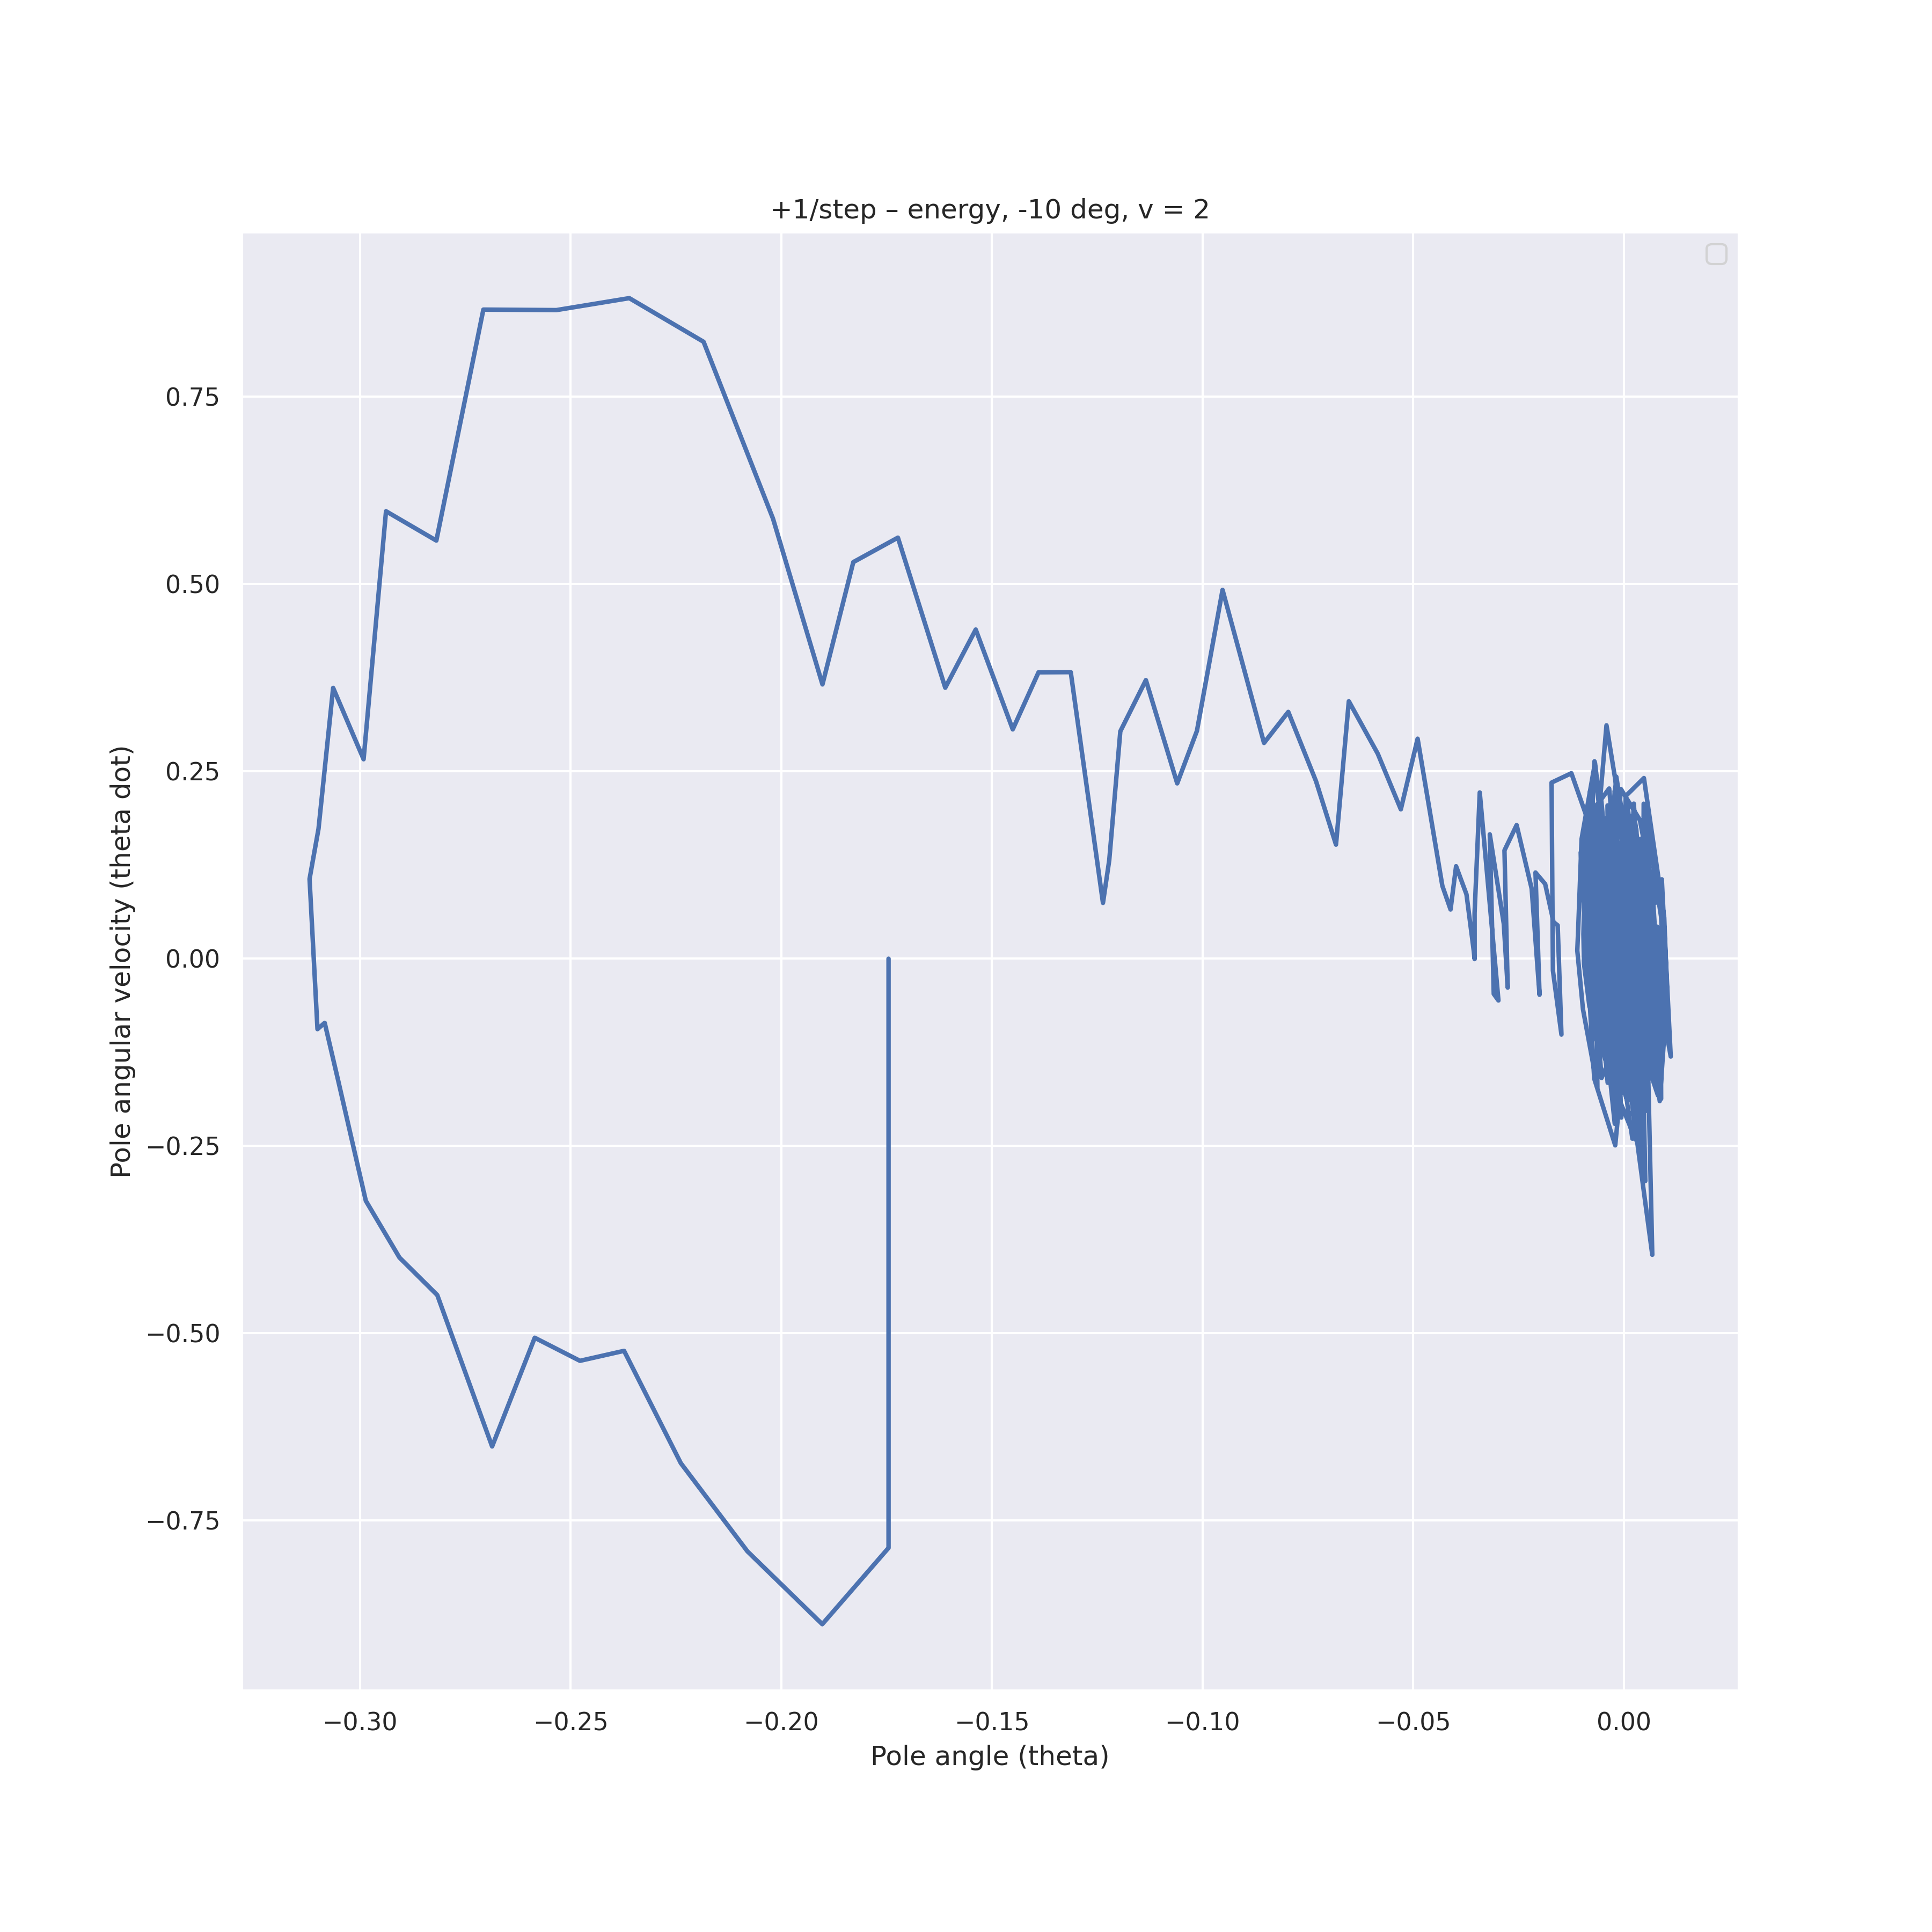 +1/step – energy, -10 deg, v = 2
0.75
0.50
0.25
0.00
−0.25
−0.50
−0.75
Pole angular velocity (theta dot)
−0.30 −0.25 −0.20 −0.15 −0.10 −0.05 0.00
Pole angle (theta)